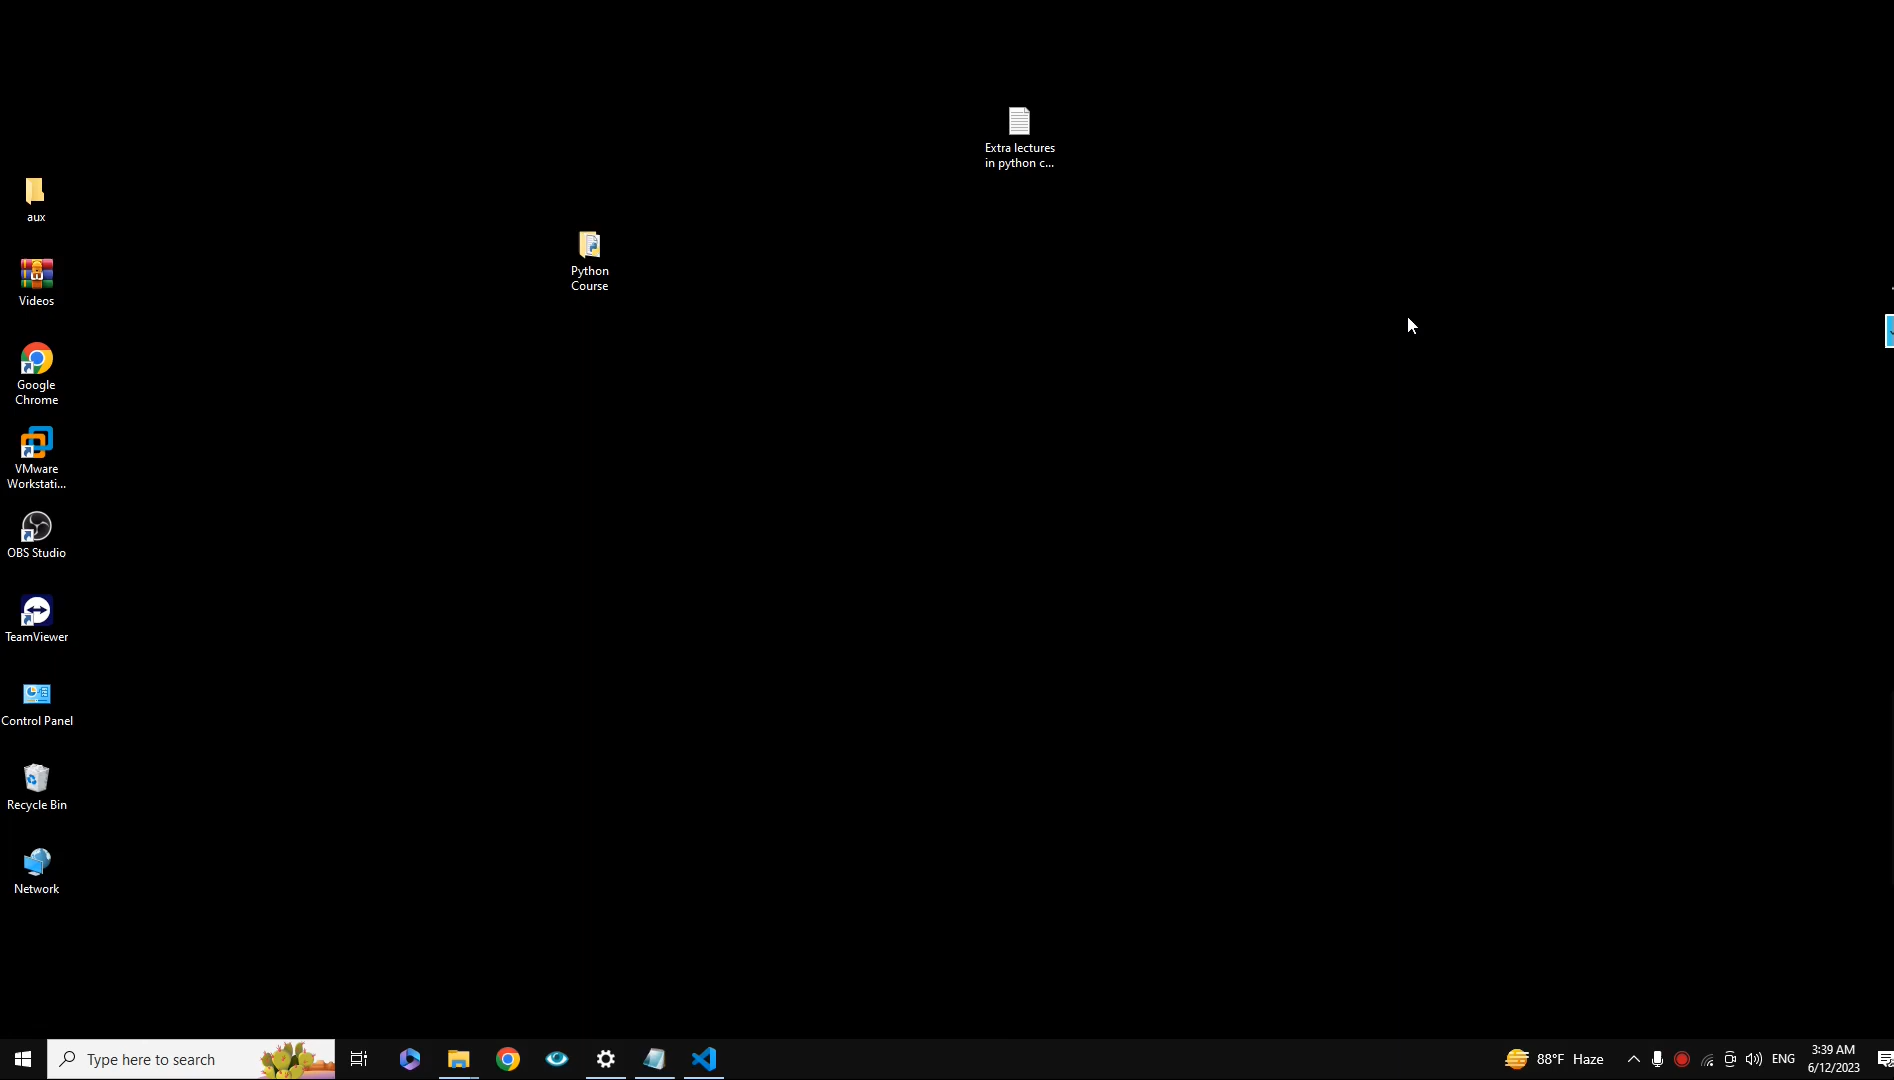 Extra lectures
in python c...
aux
Python
Course
Videos
Google
Chrome
VMware
Workstati...
OBS Studio
TeamViewer
Control Panel
Recycle Bin
Network
Type here to search
88°F Haze
ENG
3:39 AM
6/12/2023